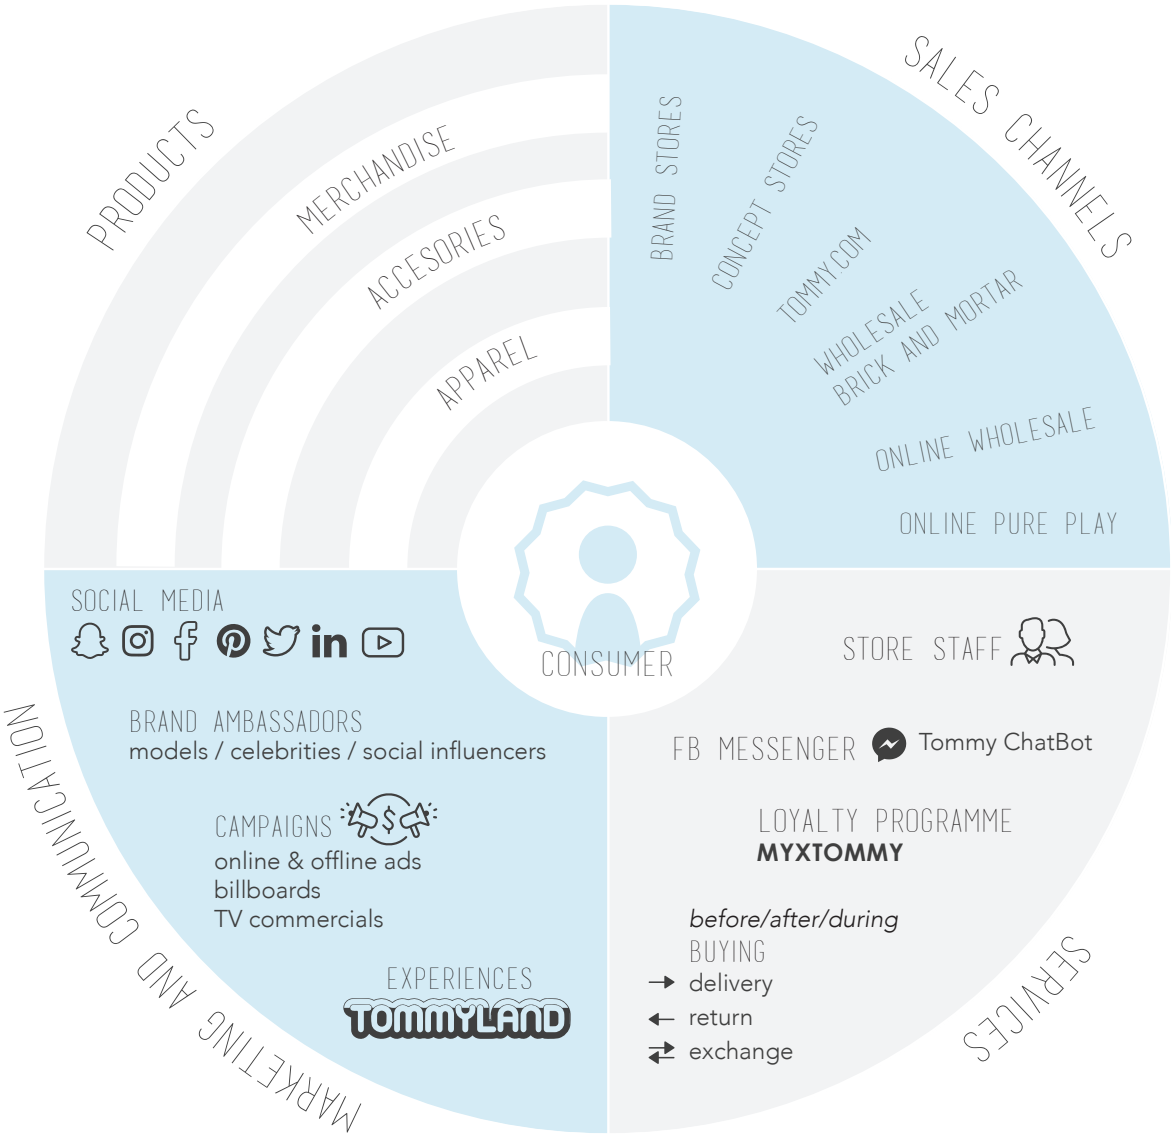 PRODUCTS
MERCHANDISE
ACCESORIES
APPAREL
SALES CHANNELS
BRAND STORES
CONCEPT STORES
TOMMY.COM
WHOLESALE
BRICK AND MORTAR
ONLINE WHOLESALE
ONLINE PURE PLAY
CONSUMER
SOCIAL MEDIA
in
BRAND AMBASSADORS
models / celebrities / social influencers
CAMPAIGNS
online & offline ads
billboards
TV commercials
EXPERIENCES
TOMMYLAND
MARKETING AND COMMUNICATION
STORE STAFF
FB MESSENGER Tommy ChatBot
LOYALTY PROGRAMME
MYXTOMMY
before/after/during
BUYING
delivery
return
exchange
SERVICES